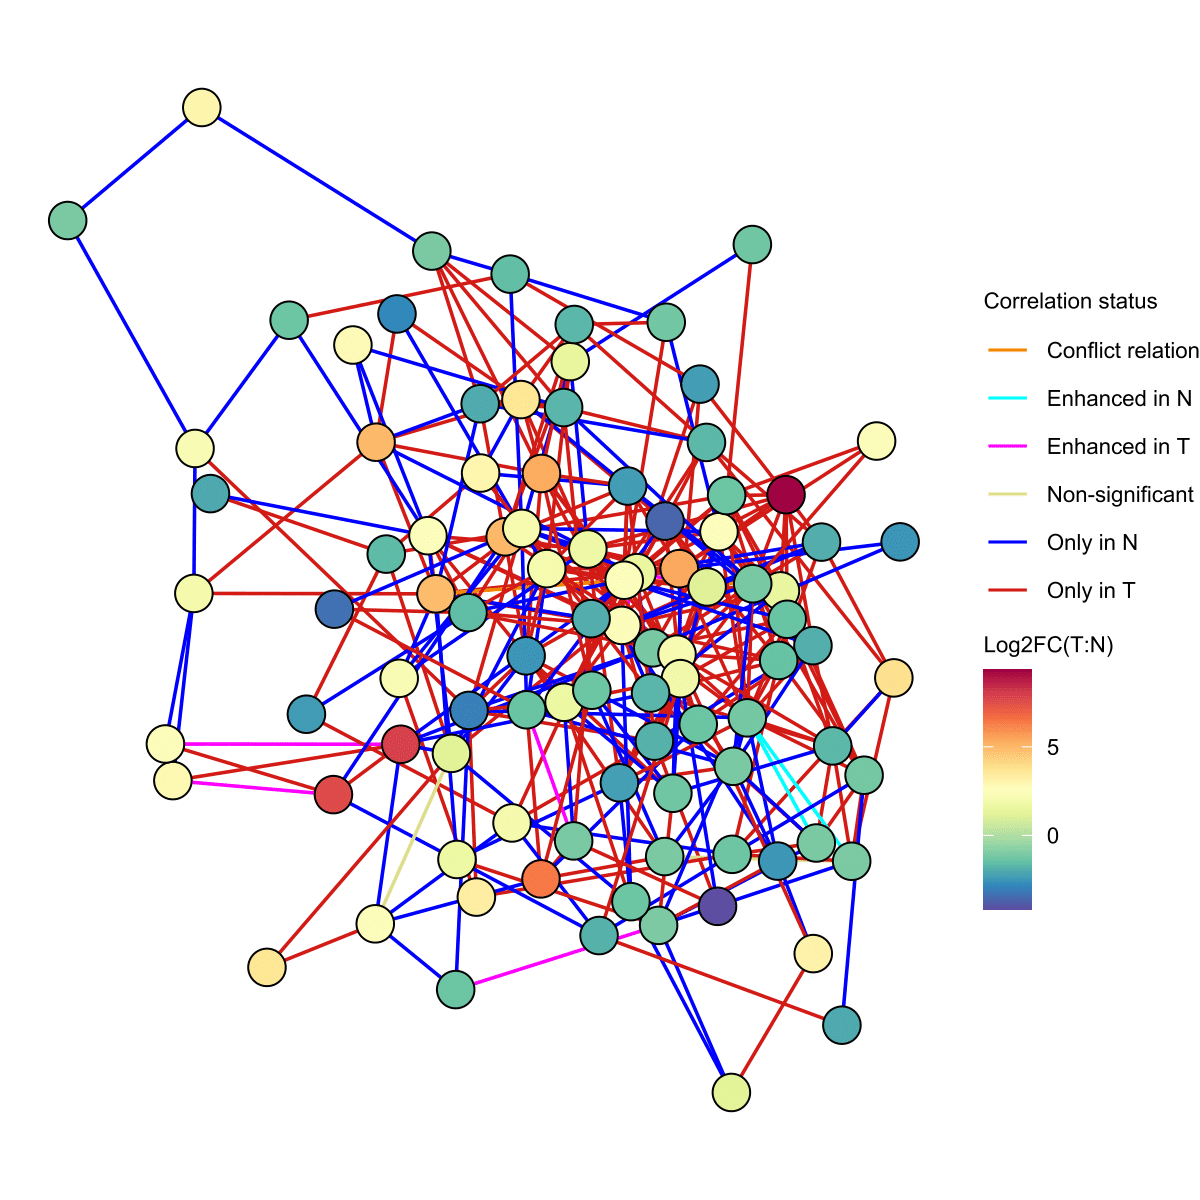 Correlation status
Conflict relation
Enhanced in N
Enhanced in T
Non-significant
Only in N
Only in T
Log2FC(T:N)
5
0